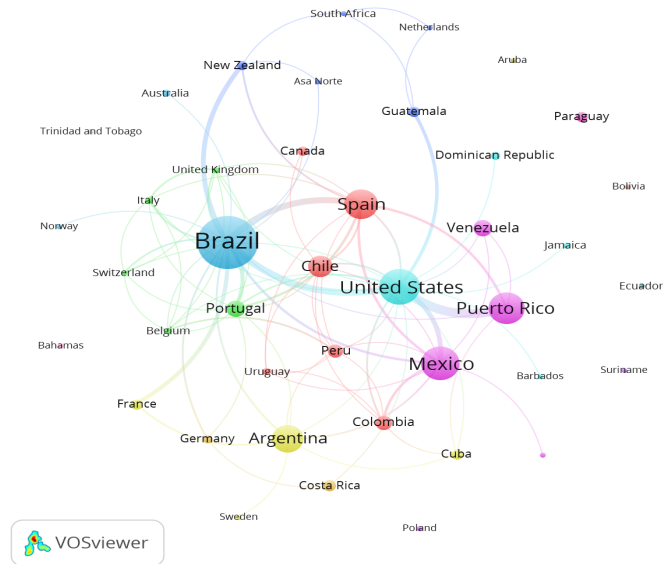 South Africa
Netherlands
Aruba
New Zealand
Asa Norte
Australia
Guatemala
Paraguay
Trinidad and Tobago
Canada
Dominican Republic
United Kingdom
Bolivia
Italy
Spain
Norway
Venezuela
Brazil
Jamaica
Switzerland
Chile
United States
Ecuador
Portugal
Puerto Rico
Belgium
Bahamas
Peru
Uruguay
Mexico
Suriname
Barbados
France
Colombia
Germany
Argentina
Cuba
Costa Rica
Sweden
Poland
VOSviewer